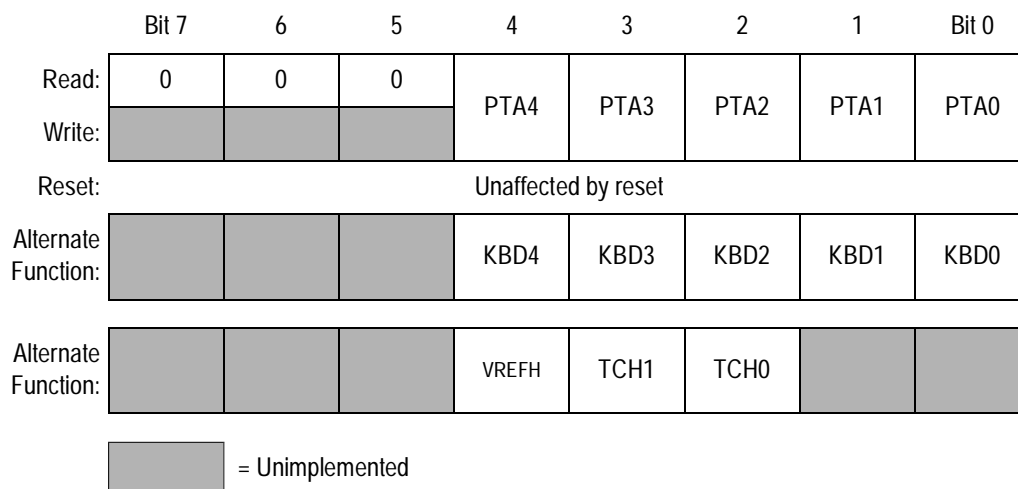 Bit 7 6 5 4 3 2 1 Bit 0
Read: 0 0 0 PTA4 PTA3 PTA2 PTA1 PTA0
Write:
Reset: Unaffected by reset
Alternate
Function: KBD4 KBD3 KBD2 KBD1 KBD0
Alternate
Function: VREFH TCH1 TCH0
= Unimplemented